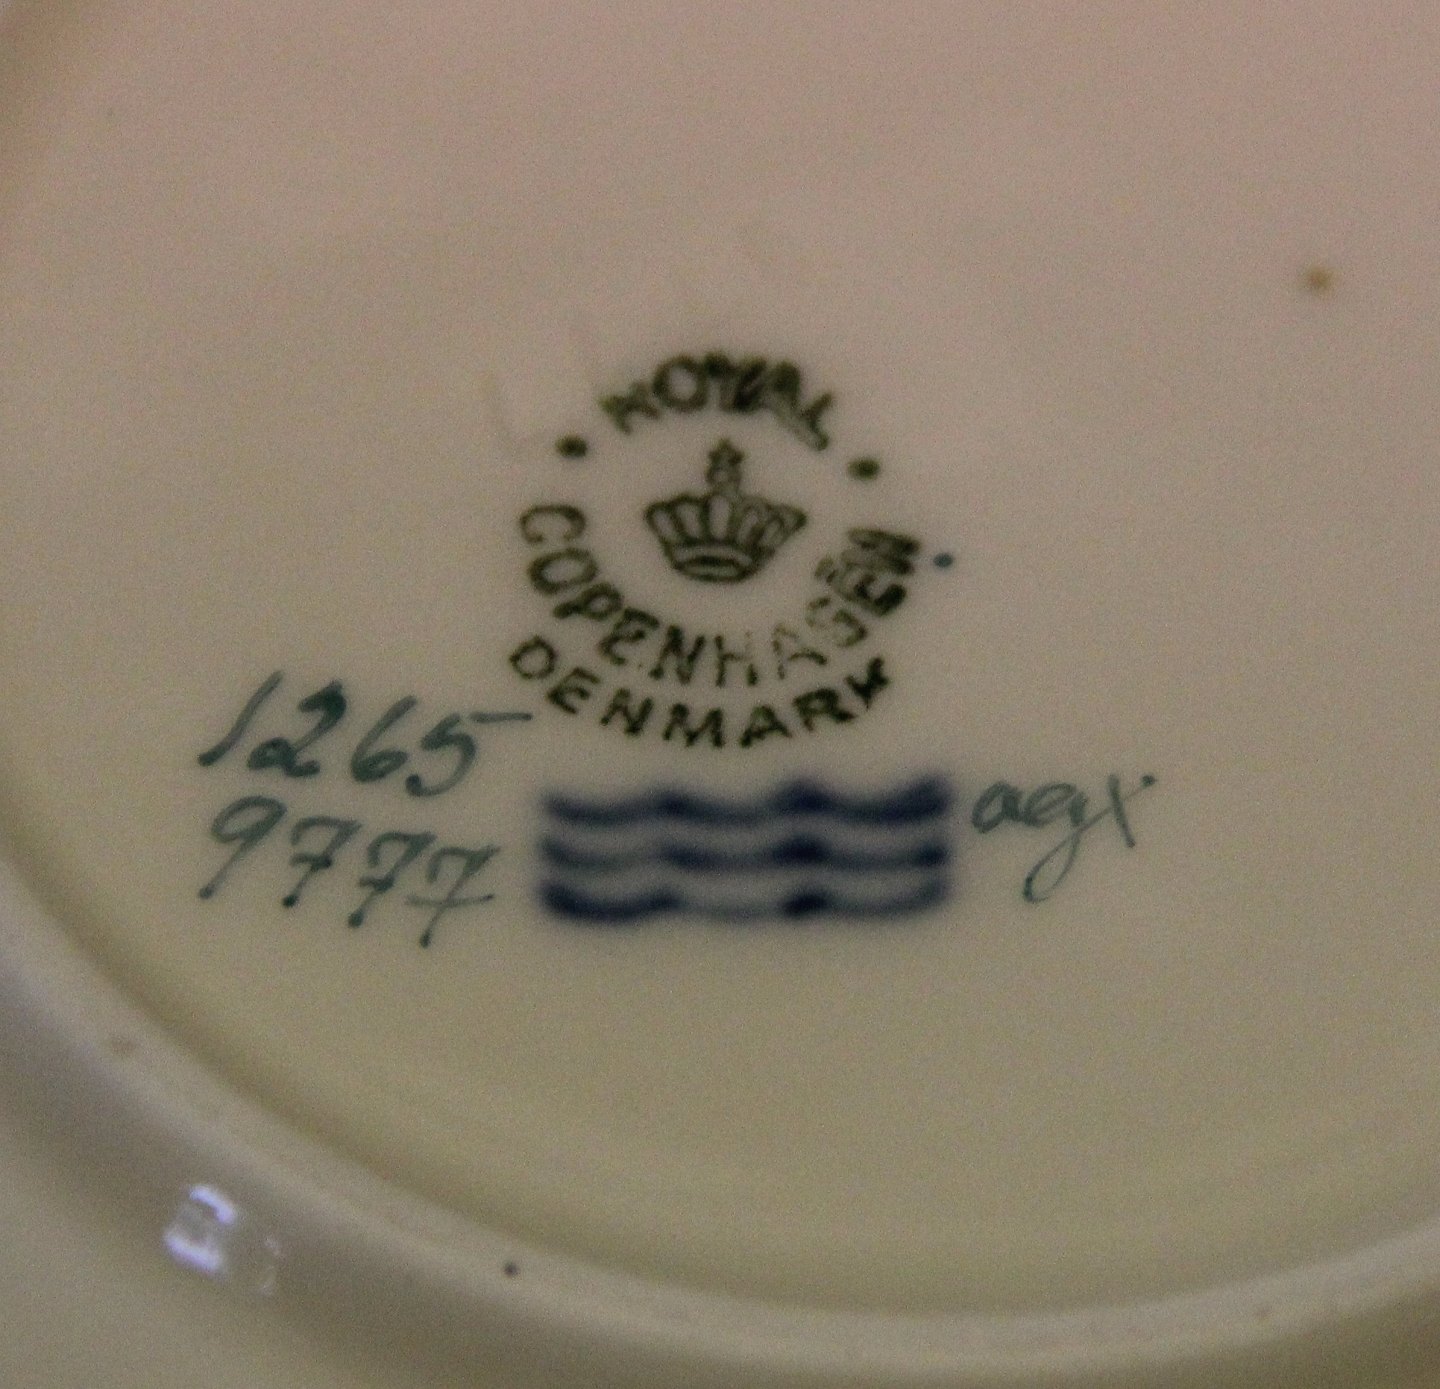 ROYAL
COPENHAGEN
DENMARK
1265
9777